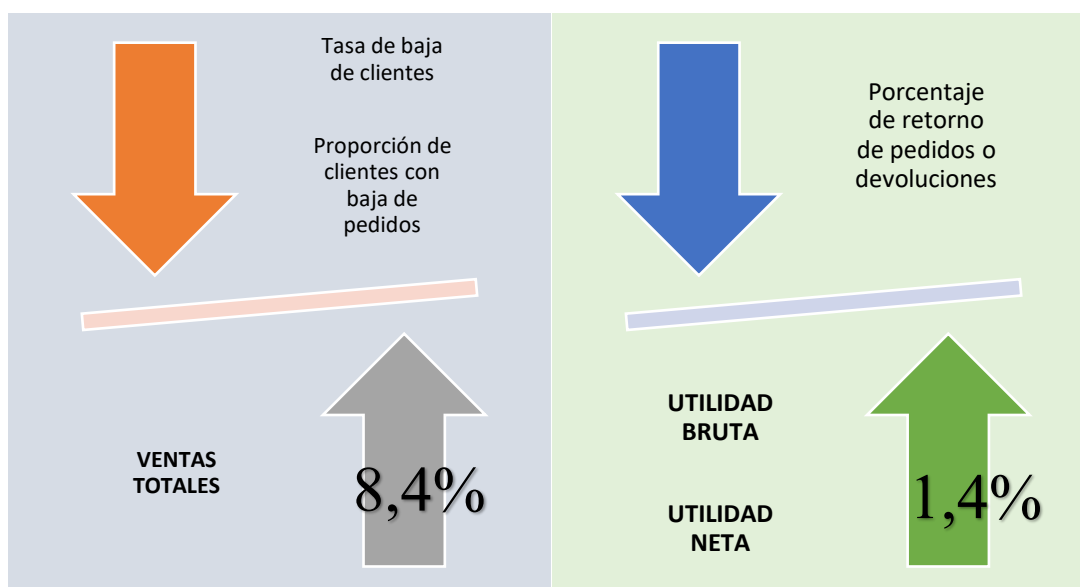 Tasa de baja
de clientes
Proporción de
clientes con
baja de
pedidos
VENTAS
TOTALES
8,4%
Porcentaje
de retorno
de pedidos o
devoluciones
UTILIDAD
BRUTA
UTILIDAD
NETA
1,4%